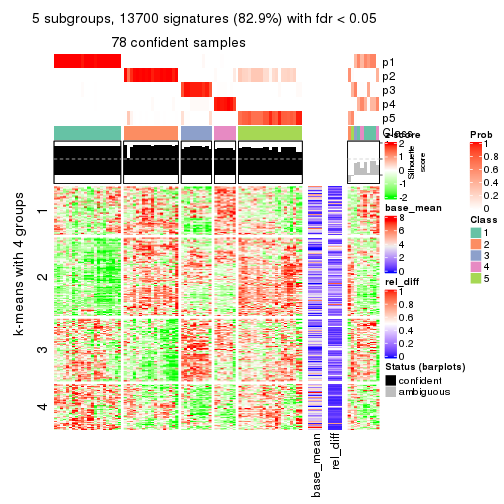 5 subgroups, 13700 signatures (82.9%) with fdr < 0.05
78 confident samples
p1
p2
p3
p4
p5
Class
z-score
2
1
0
-1
-2
Silhouette
score
Prob
1
0.8
0.6
0.4
0.2
0
k-means with 4 groups
1
2
3
4
base_mean
8
6
4
2
0
Class
1
2
3
4
5
rel_diff
1
0.8
0.6
0.4
0.2
0
Status (barplots)
confident
ambiguous
base_mean
rel_diff